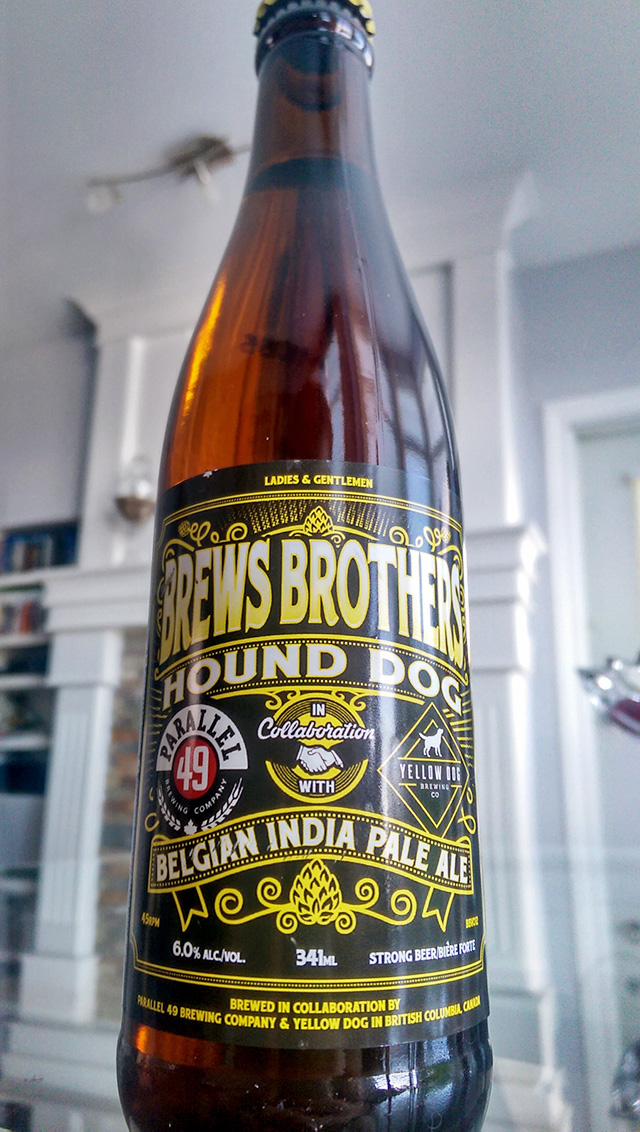 LADIES & GENTLEMEN
BREWS BROTHERS
HOUND DOG
PARALLEL
49
BREWING COMPANY
IN
Collaboration
WITH
YELLOW DOG
BREWING
CO
BELGIAN INDIA PALE ALE
45RPM
6.0% ALC/VOL.
341ML
STRONG BEER/BIÈRE FORTE
BREWED IN COLLABORATION BY
PARALLEL 49 BREWING COMPANY & YELLOW DOG IN BRITISH COLUMBIA, CANADA